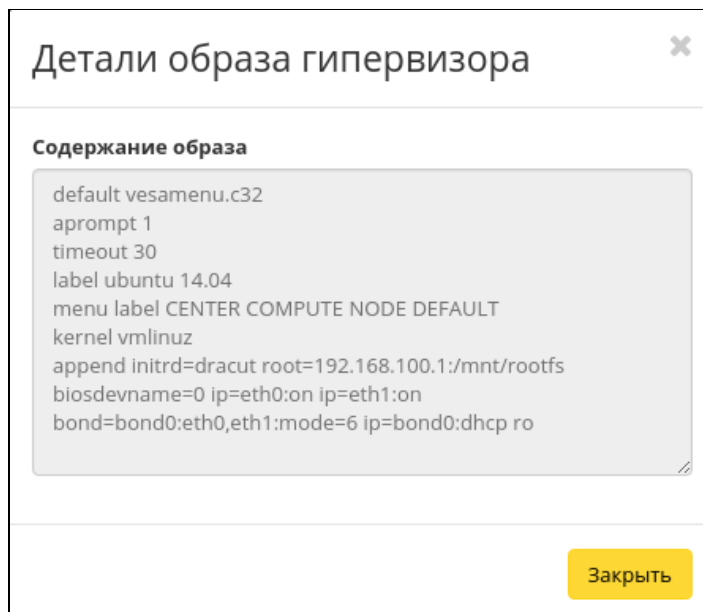 Детали образа гипервизора
Содержание образа
default vesamenu.c32
aprompt 1
timeout 30
label ubuntu 14.04
menu label CENTER COMPUTE NODE DEFAULT
kernel vmlinuz
append initrd=dracut root=192.168.100.1:/mnt/rootfs
biosdevname=0 ip=eth0:on ip=eth1:on
bond=bond0:eth0,eth1:mode=6 ip=bond0:dhcp ro
Закрыть